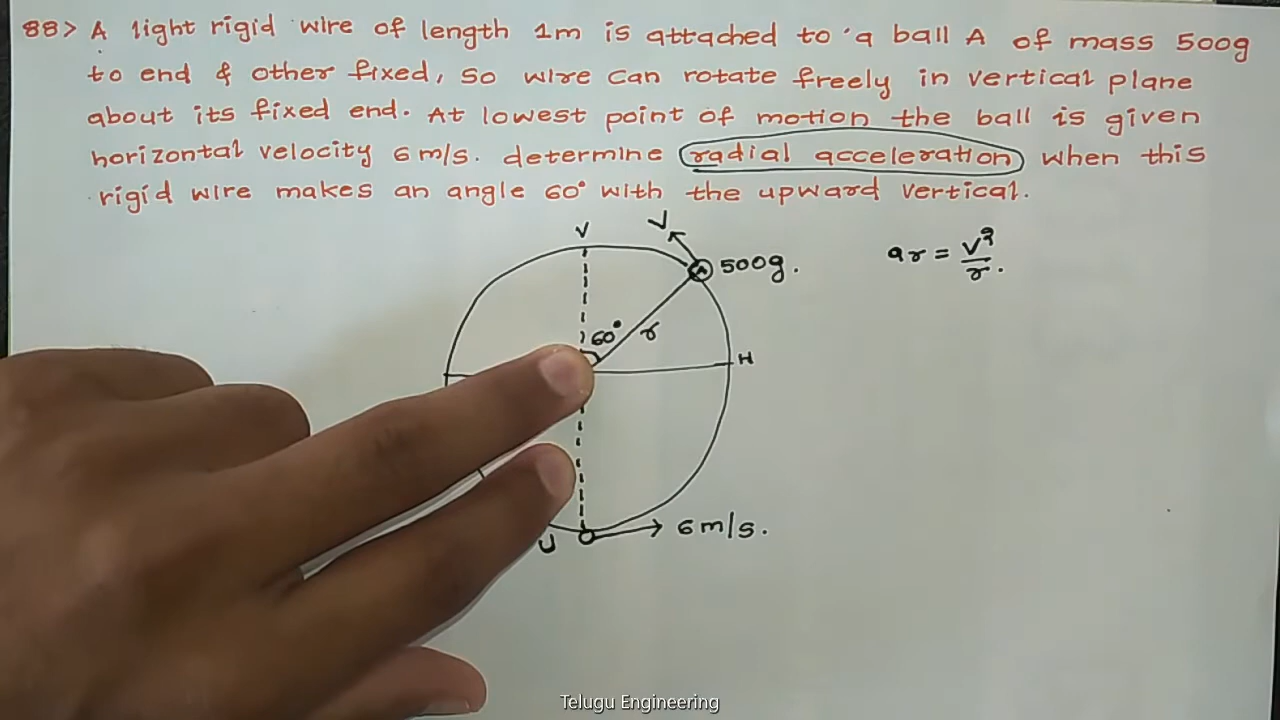 88> A light rigid wire of length 1m is attached to a ball A of mass 500g
to end & other fixed, so wire can rotate freely in vertical plane
about its fixed end. At lowest point of motion the ball is given
horizontal velocity 6 m/s. determine radial acceleration when this
rigid wire makes an angle 60° with the upward vertical.
V
V
A 500g.
ar = V²/r.
60°
r
H
U
6 m/s.
Telugu Engineering